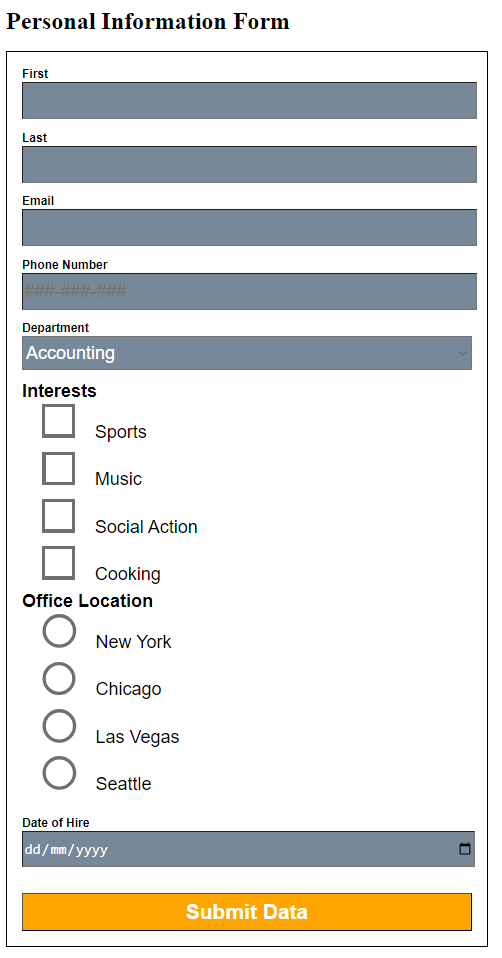 Personal Information Form
First
Last
Email
Phone Number
###-###-###
Department
Accounting
Interests
Sports
Music
Social Action
Cooking
Office Location
New York
Chicago
Las Vegas
Seattle
Date of Hire
dd/mm/yyyy
Submit Data